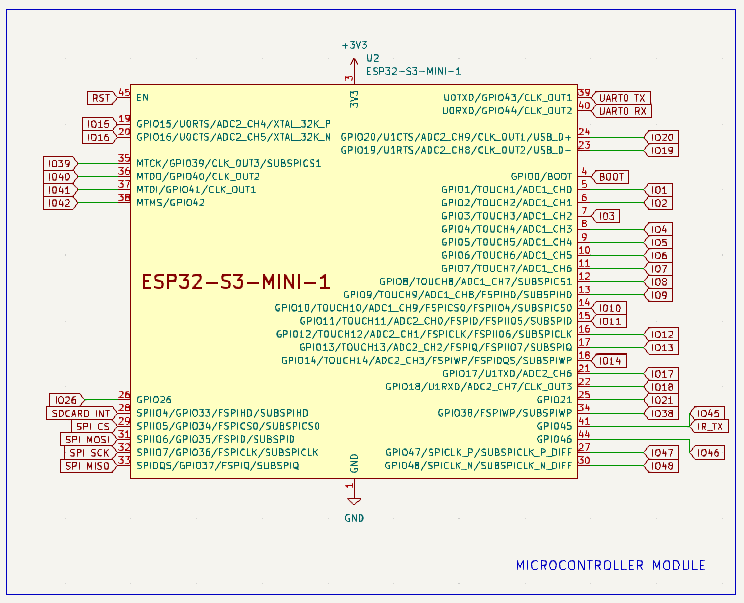 +3V3
U2
ESP32-S3-MINI-1
3
3V3
RST 45 EN
IO15 19 GPIO15/U0RTS/ADC2_CH4/XTAL_32K_P
IO16 20 GPIO16/U0CTS/ADC2_CH5/XTAL_32K_N
IO39 35 MTCK/GPIO39/CLK_OUT3/SUBSPICS1
IO40 36 MTDO/GPIO40/CLK_OUT2
IO41 37 MTDI/GPIO41/CLK_OUT1
IO42 38 MTMS/GPIO42
ESP32-S3-MINI-1
IO26 26 GPIO26
SDCARD INT 28 SPIIO4/GPIO33/FSPIHD/SUBSPIHD
SPI CS 29 SPIIO5/GPIO34/FSPICS0/SUBSPICS0
SPI MOSI 31 SPIIO6/GPIO35/FSPID/SUBSPID
SPI SCK 32 SPIIO7/GPIO36/FSPICLK/SUBSPICLK
SPI MISO 33 SPIDQS/GPIO37/FSPIQ/SUBSPIQ
U0TXD/GPIO43/CLK_OUT1 39 UART0 TX
U0RXD/GPIO44/CLK_OUT2 40 UART0 RX
GPIO20/U1CTS/ADC2_CH9/CLK_OUT1/USB_D+ 24 IO20
GPIO19/U1RTS/ADC2_CH8/CLK_OUT2/USB_D- 23 IO19
GPIO0/BOOT 4 BOOT
GPIO1/TOUCH1/ADC1_CH0 5 IO1
GPIO2/TOUCH2/ADC1_CH1 6 IO2
GPIO3/TOUCH3/ADC1_CH2 7 IO3
GPIO4/TOUCH4/ADC1_CH3 8 IO4
GPIO5/TOUCH5/ADC1_CH4 9 IO5
GPIO6/TOUCH6/ADC1_CH5 10 IO6
GPIO7/TOUCH7/ADC1_CH6 11 IO7
GPIO8/TOUCH8/ADC1_CH7/SUBSPICS1 12 IO8
GPIO9/TOUCH9/ADC1_CH8/FSPIHD/SUBSPIHD 13 IO9
GPIO10/TOUCH10/ADC1_CH9/FSPICS0/FSPIIO4/SUBSPICS0 14 IO10
GPIO11/TOUCH11/ADC2_CH0/FSPID/FSPIIO5/SUBSPID 15 IO11
GPIO12/TOUCH12/ADC2_CH1/FSPICLK/FSPIIO6/SUBSPICLK 16 IO12
GPIO13/TOUCH13/ADC2_CH2/FSPIQ/FSPIIO7/SUBSPIQ 17 IO13
GPIO14/TOUCH14/ADC2_CH3/FSPIWP/FSPIDQS/SUBSPIWP 18 IO14
GPIO17/U1TXD/ADC2_CH6 21 IO17
GPIO18/U1RXD/ADC2_CH7/CLK_OUT3 22 IO18
GPIO21 25 IO21
GPIO38/FSPIWP/SUBSPIWP 34 IO38 IO45
GPIO45 41 IR_TX
GPIO46 44
GPIO47/SPICLK_P/SUBSPICLK_P_DIFF 27 IO47 IO46
GPIO48/SPICLK_N/SUBSPICLK_N_DIFF 30 IO48
GND
1
GND
MICROCONTROLLER MODULE